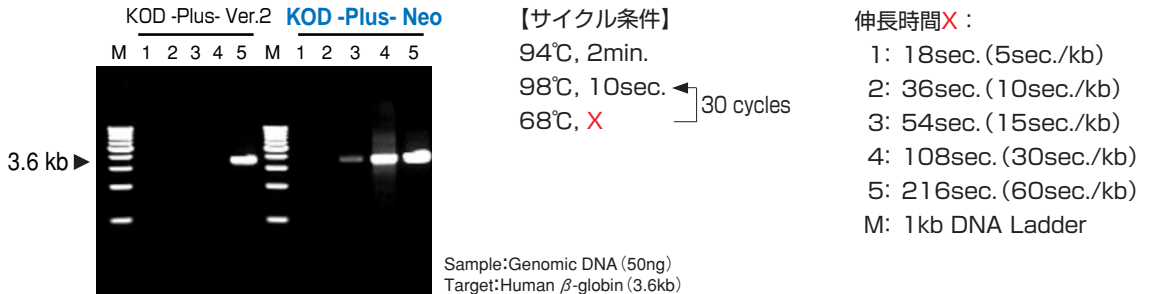 KOD -Plus- Ver.2 KOD -Plus- Neo
M 1 2 3 4 5 M 1 2 3 4 5
3.6 kb
Sample:Genomic DNA(50ng)
Target:Human β-globin(3.6kb)
【サイクル条件】
94℃, 2min.
98℃, 10sec.
68℃, X
30 cycles
伸長時間X:
1: 18sec.(5sec./kb)
2: 36sec.(10sec./kb)
3: 54sec.(15sec./kb)
4: 108sec.(30sec./kb)
5: 216sec.(60sec./kb)
M: 1kb DNA Ladder